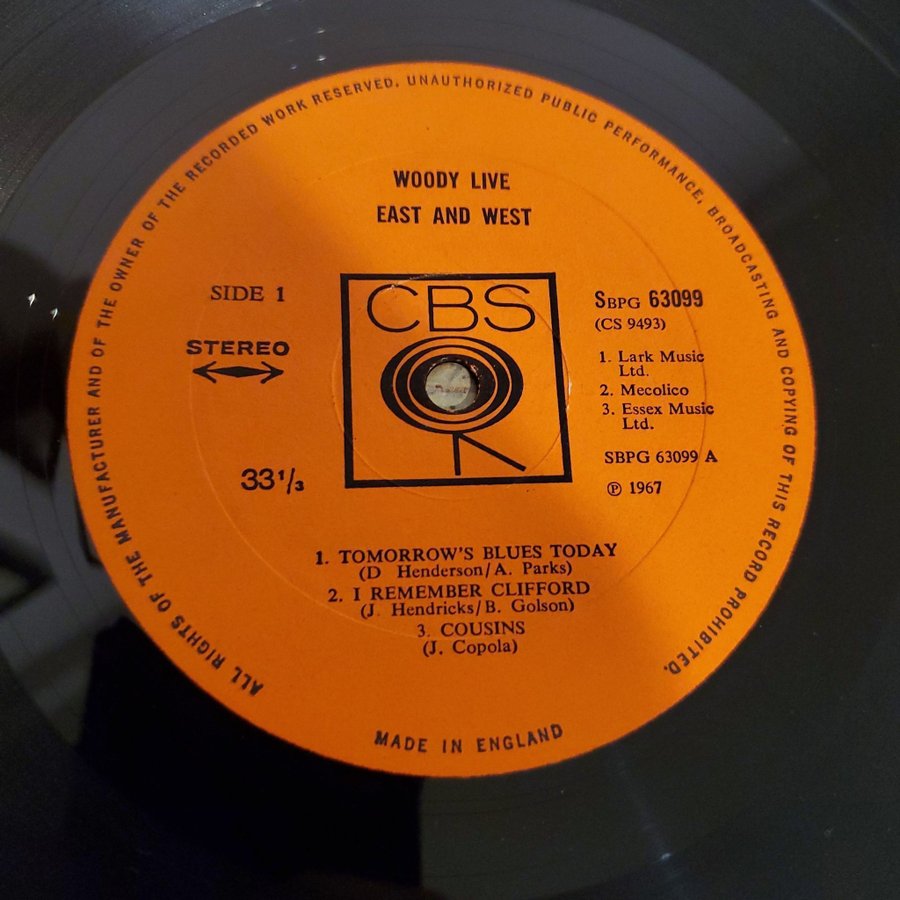 ALL RIGHTS OF THE MANUFACTURER AND OF THE OWNER OF THE RECORDED WORK RESERVED. UNAUTHORIZED PUBLIC PERFORMANCE, BROADCASTING AND COPYING OF THIS RECORD PROHIBITED.
WOODY LIVE
EAST AND WEST
SIDE 1
STEREO
33 1/3
CBS
SBPG 63099
(CS 9493)
1. Lark Music
Ltd.
2. Mecolico
3. Essex Music
Ltd.
SBPG 63099 A
℗ 1967
1. TOMORROW'S BLUES TODAY
(D Henderson/A. Parks)
2. I REMEMBER CLIFFORD
(J. Hendricks/B. Golson)
3. COUSINS
(J. Copola)
MADE IN ENGLAND